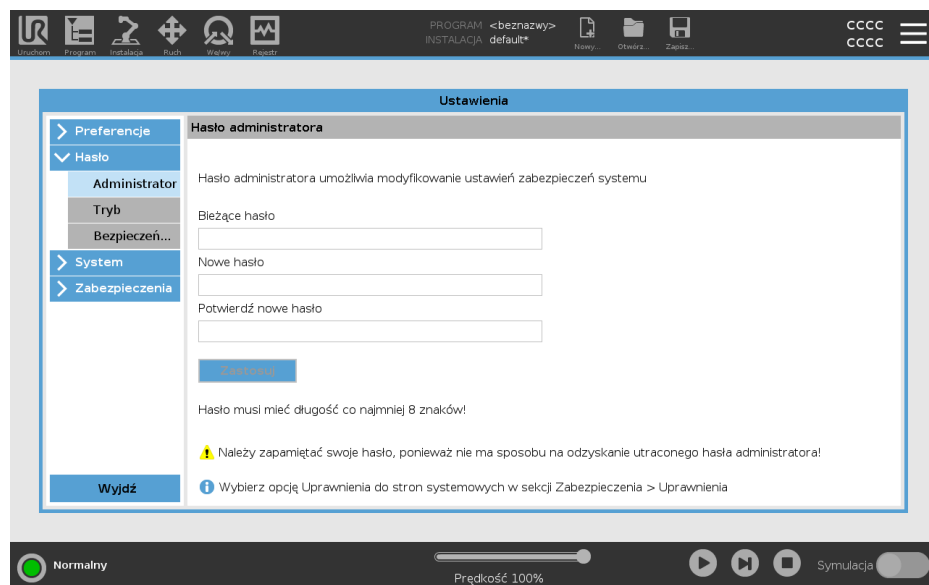 PROGRAM <beznazwy>
INSTALACJA default*
CCCC
CCCC
Uruchom Program Instalacja Ruch We/wy Rejestr Nowy... Otwórz... Zapisz...
Ustawienia
Preferencje
Hasło
Administrator
Tryb
Bezpieczeń...
System
Zabezpieczenia
Wyjdź
Hasło administratora
Hasło administratora umożliwia modyfikowanie ustawień zabezpieczeń systemu
Bieżące hasło
Nowe hasło
Potwierdź nowe hasło
Zastosuj
Hasło musi mieć długość co najmniej 8 znaków!
Należy zapamiętać swoje hasło, ponieważ nie ma sposobu na odzyskanie utraconego hasła administratora!
Wybierz opcję Uprawnienia do stron systemowych w sekcji Zabezpieczenia > Uprawnienia
Normalny
Prędkość 100%
Symulacja